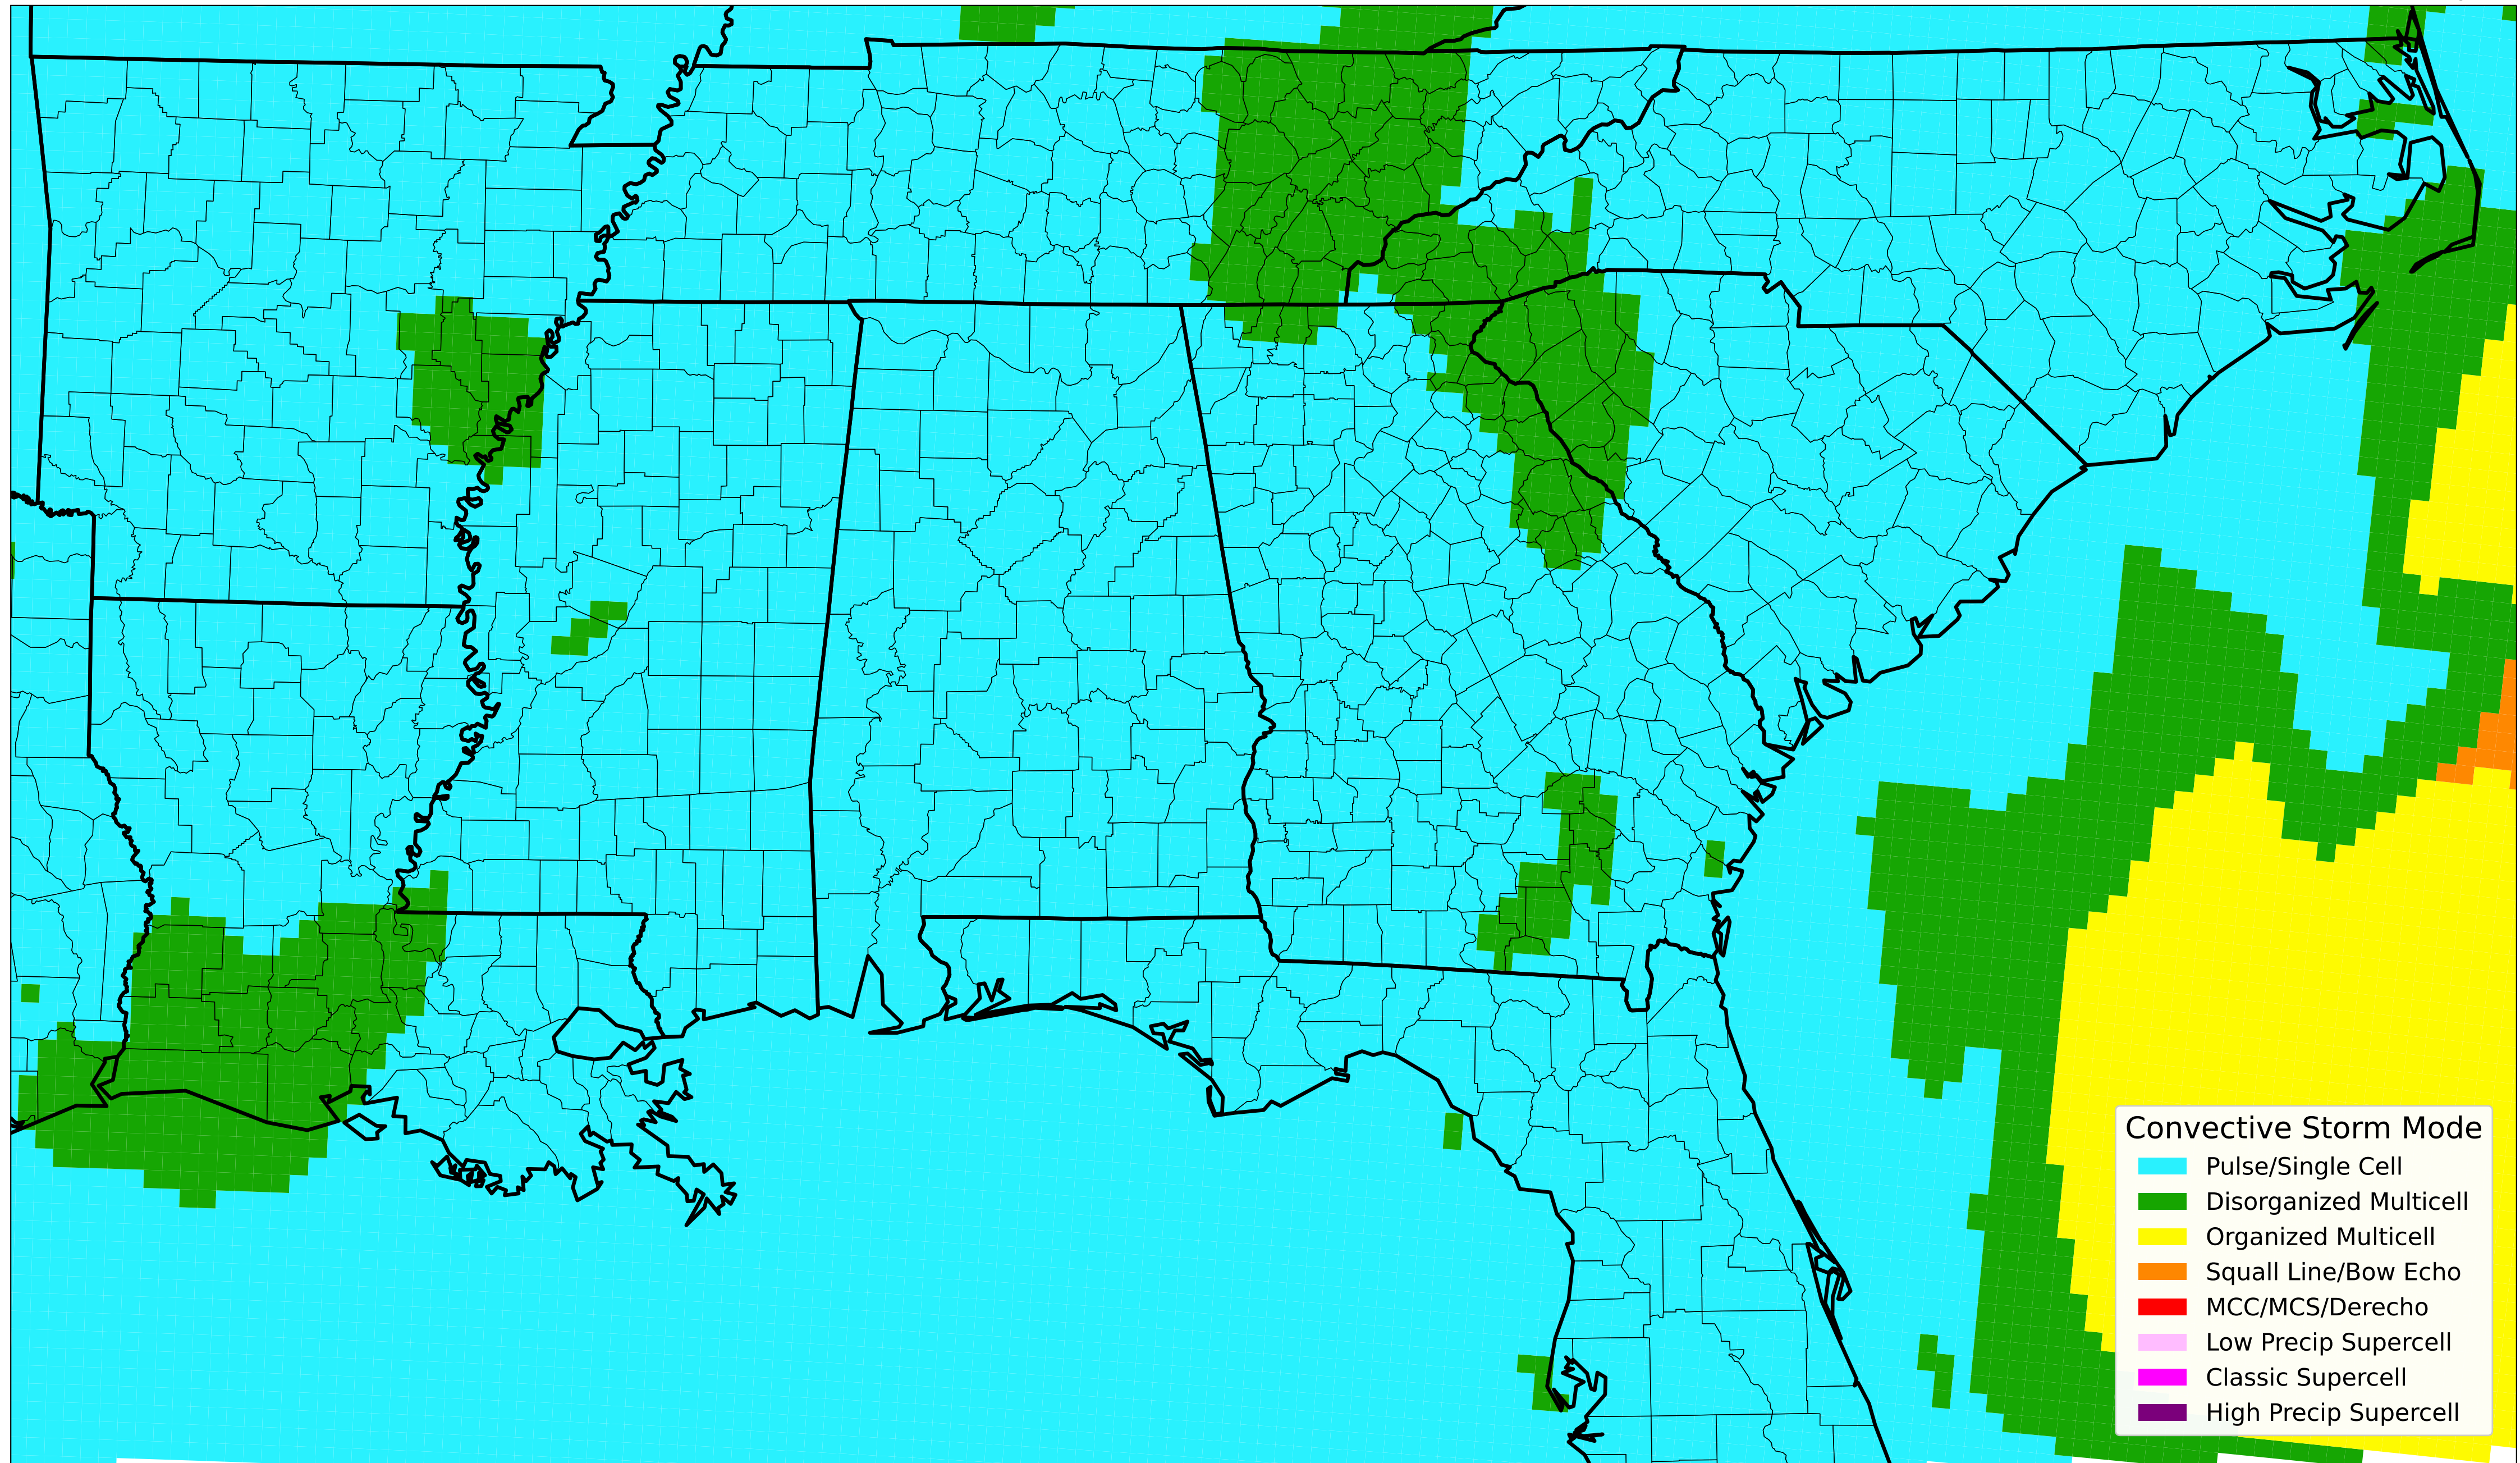 Convective Storm Mode
Pulse/Single Cell
Disorganized Multicell
Organized Multicell
Squall Line/Bow Echo
MCC/MCS/Derecho
Low Precip Supercell
Classic Supercell
High Precip Supercell